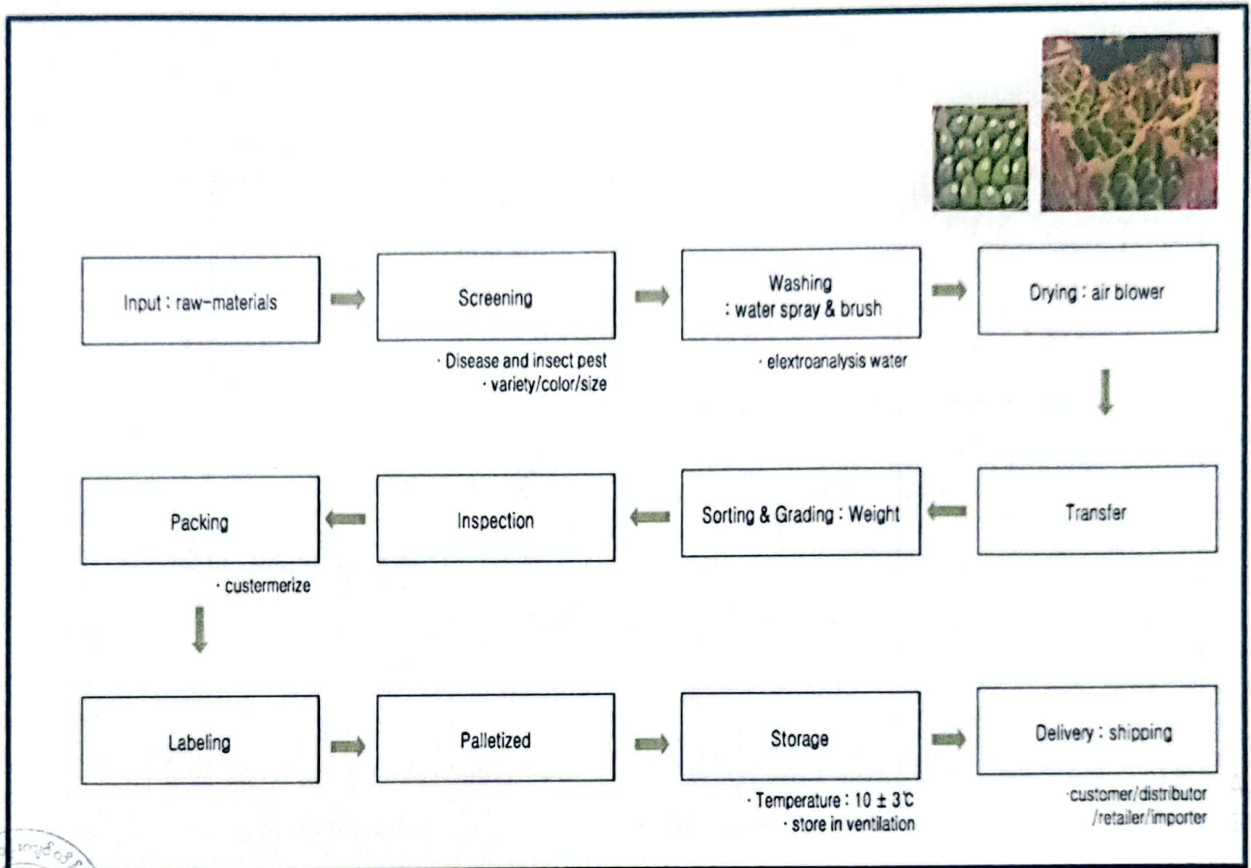 Input : raw-materials
Screening
· Disease and insect pest
· variety/color/size
Washing
: water spray & brush
· elextroanalysis water
Drying : air blower
Transfer
Sorting & Grading : Weight
Inspection
Packing
· custermerize
Labeling
Palletized
Storage
· Temperature : 10 ± 3℃
· store in ventilation
Delivery : shipping
·customer/distributor
/retailer/importer